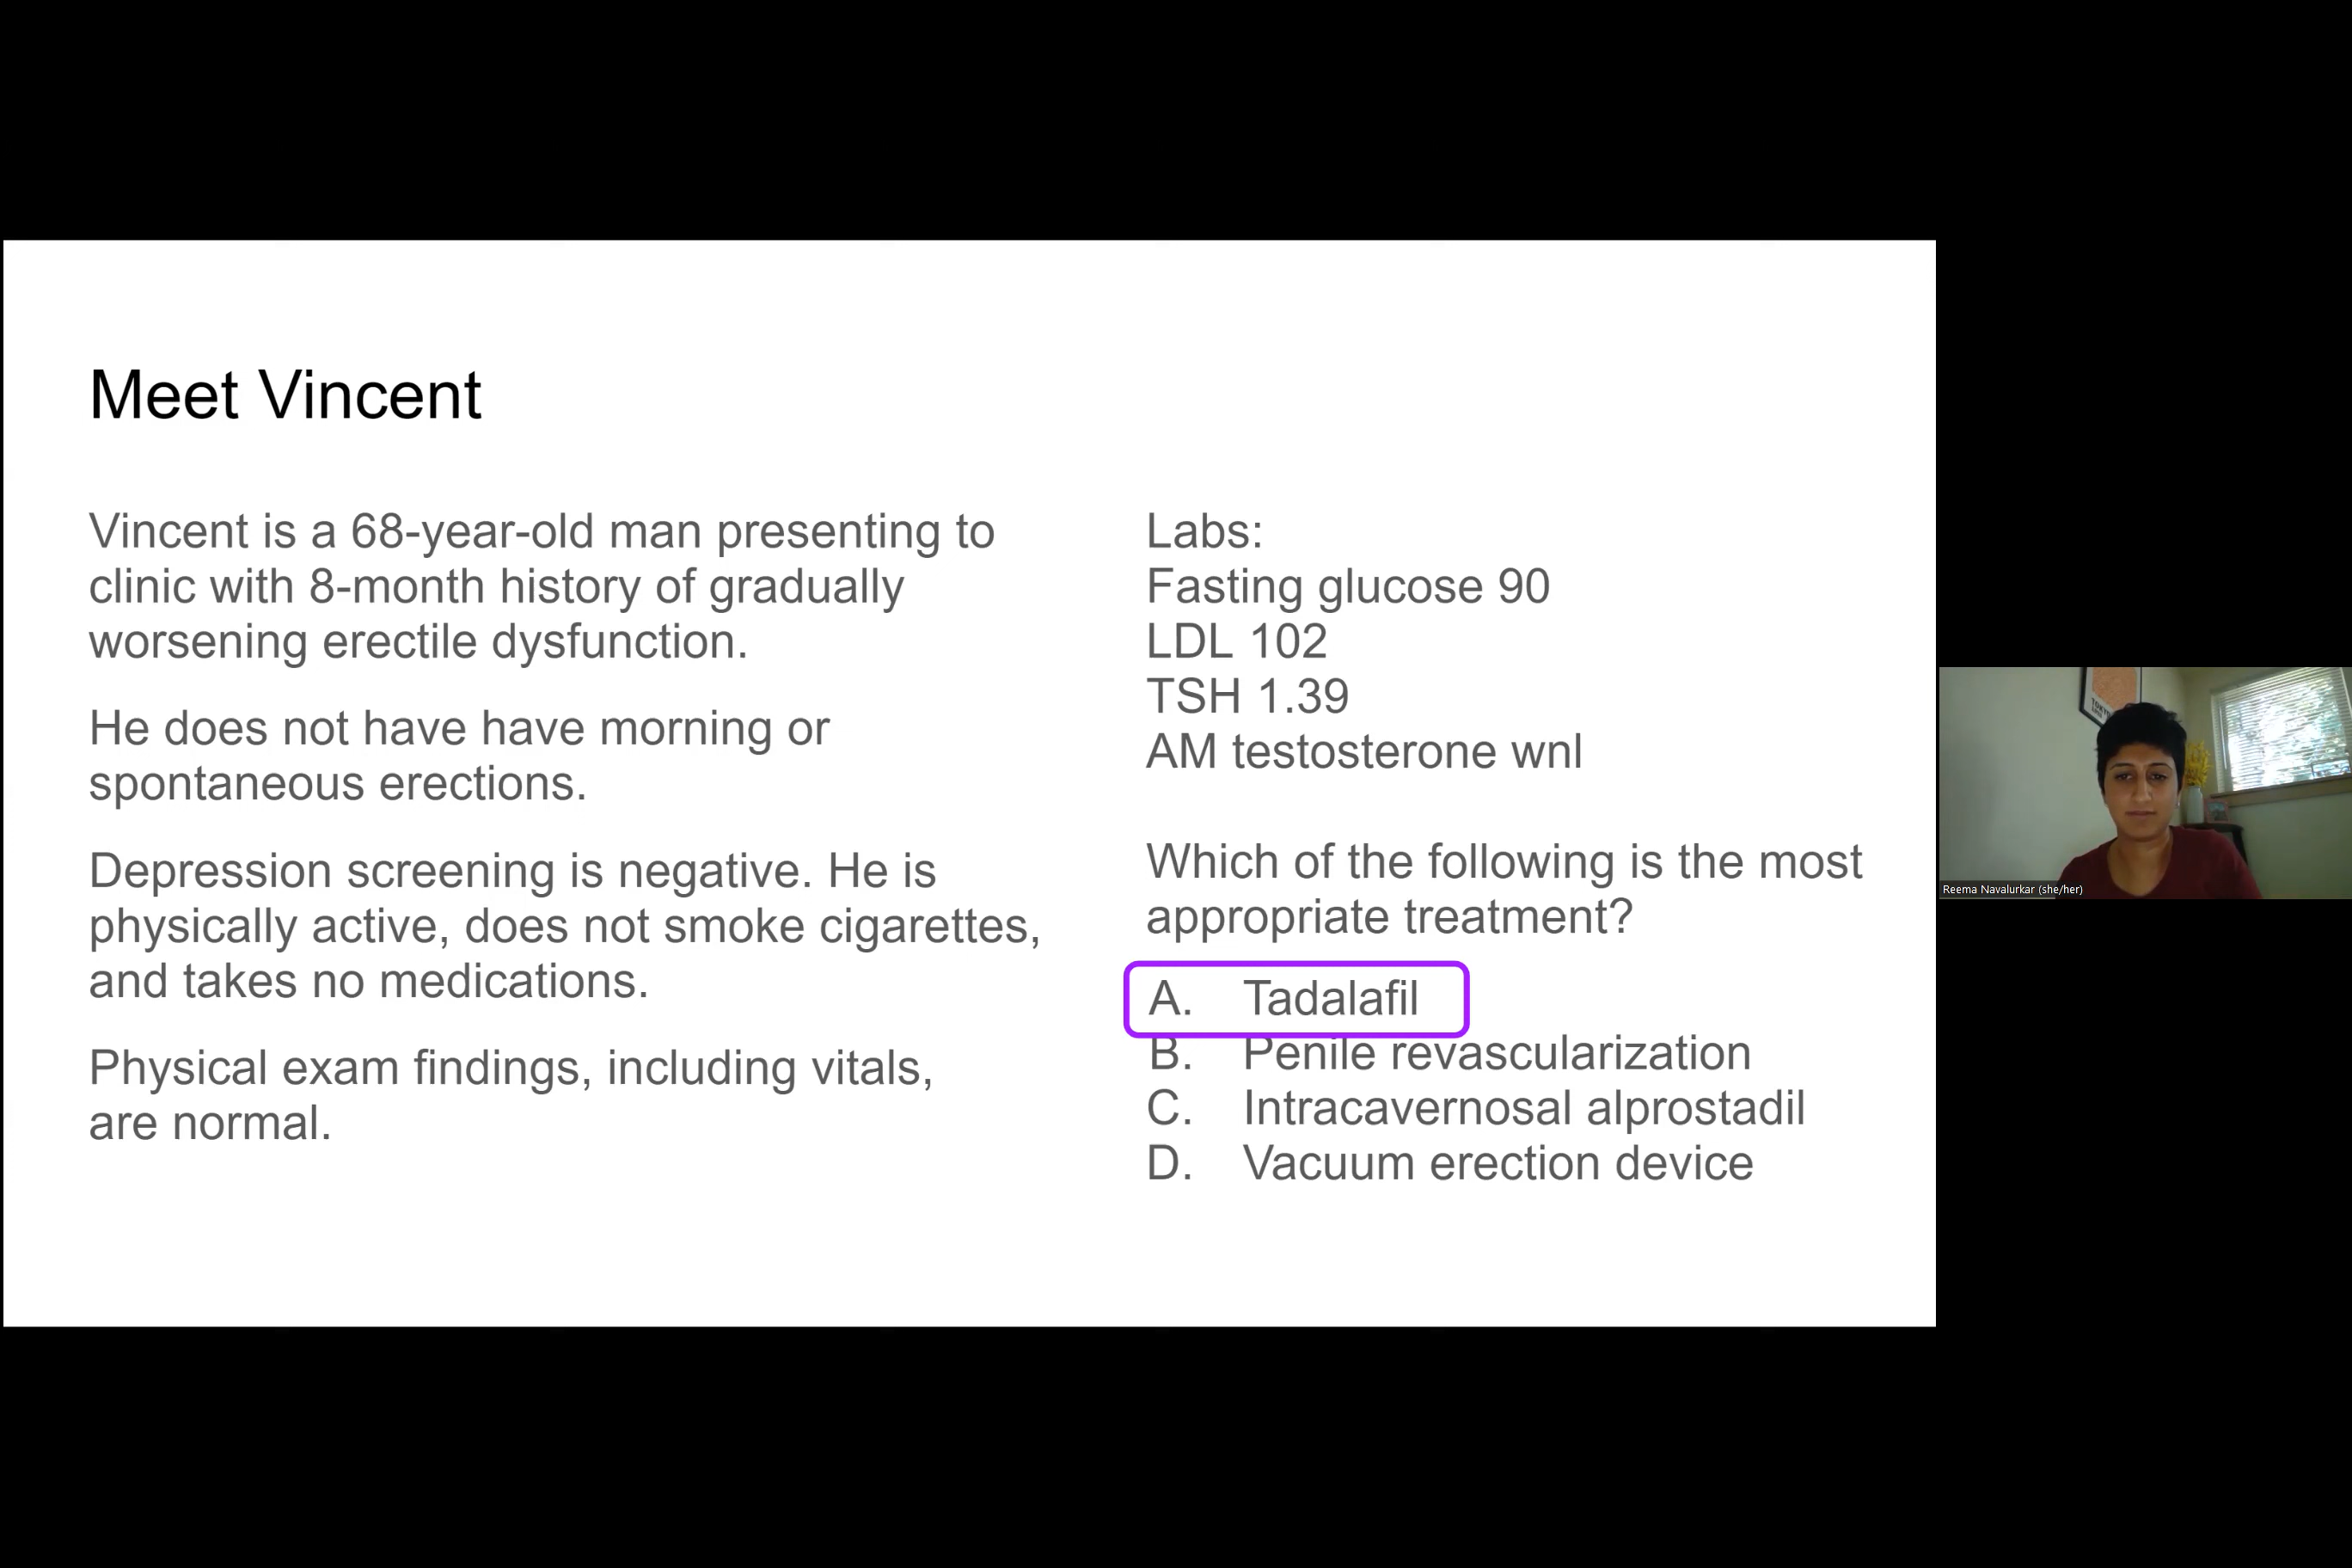 Meet Vincent
Vincent is a 68-year-old man presenting to
clinic with 8-month history of gradually
worsening erectile dysfunction.
He does not have have morning or
spontaneous erections.
Depression screening is negative. He is
physically active, does not smoke cigarettes,
and takes no medications.
Physical exam findings, including vitals,
are normal.
Labs:
Fasting glucose 90
LDL 102
TSH 1.39
AM testosterone wnl
Which of the following is the most
appropriate treatment?
A. Tadalafil
B. Penile revascularization
C. Intracavernosal alprostadil
D. Vacuum erection device
Reema Navalurkar (she/her)